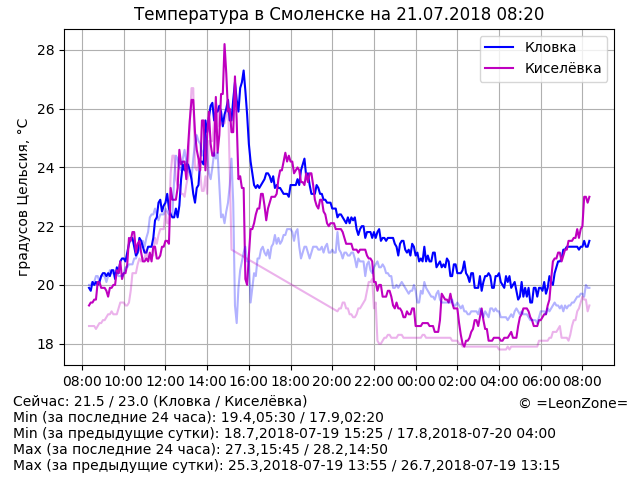 Температура в Смоленске на 21.07.2018 08:20
градусов Цельсия, °C
28
26
24
22
20
18
Кловка
Киселёвка
08:00 10:00 12:00 14:00 16:00 18:00 20:00 22:00 00:00 02:00 04:00 06:00 08:00
Сейчас: 21.5 / 23.0 (Кловка / Киселёвка)
© =LeonZone=
Min (за последние 24 часа): 19.4,05:30 / 17.9,02:20
Min (за предыдущие сутки): 18.7,2018-07-19 15:25 / 17.8,2018-07-20 04:00
Max (за последние 24 часа): 27.3,15:45 / 28.2,14:50
Max (за предыдущие сутки): 25.3,2018-07-19 13:55 / 26.7,2018-07-19 13:15